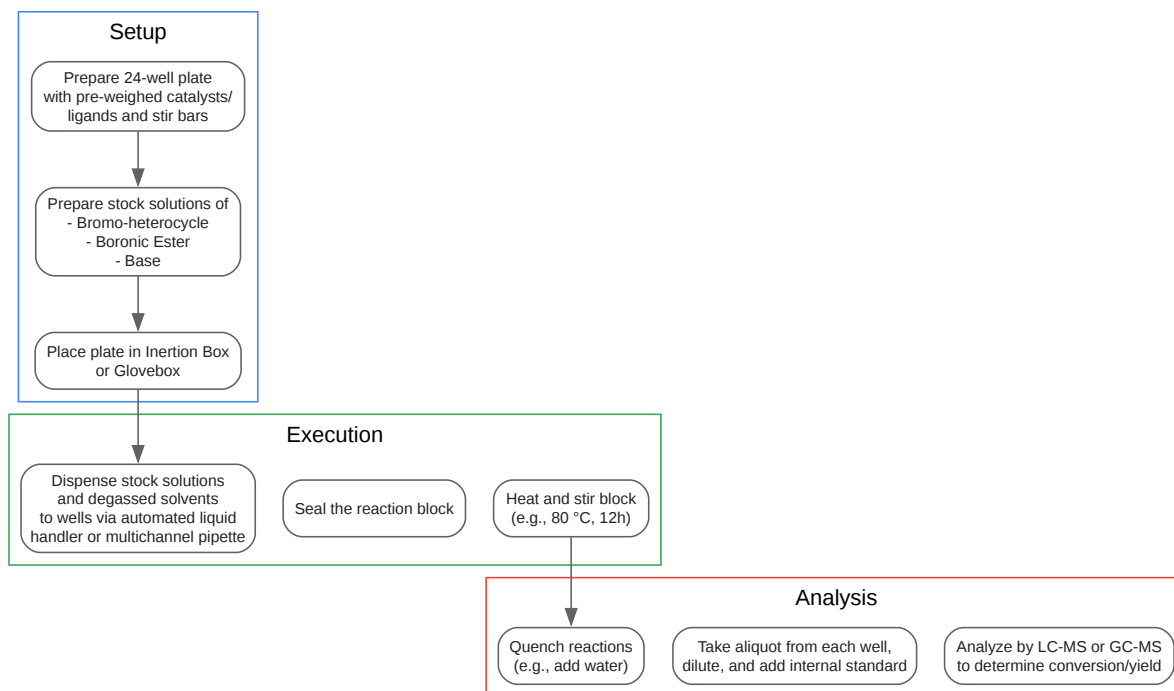 Setup
Prepare 24-well plate
with pre-weighed catalysts/
ligands and stir bars
Prepare stock solutions of
- Bromo-heterocycle
- Boronic Ester
- Base
Place plate in Inertion Box
or Glovebox
Execution
Dispense stock solutions
and degassed solvents
to wells via automated liquid
handler or multichannel pipette
Seal the reaction block
Heat and stir block
(e.g., 80 °C, 12h)
Analysis
Quench reactions
(e.g., add water)
Take aliquot from each well,
dilute, and add internal standard
Analyze by LC-MS or GC-MS
to determine conversion/yield